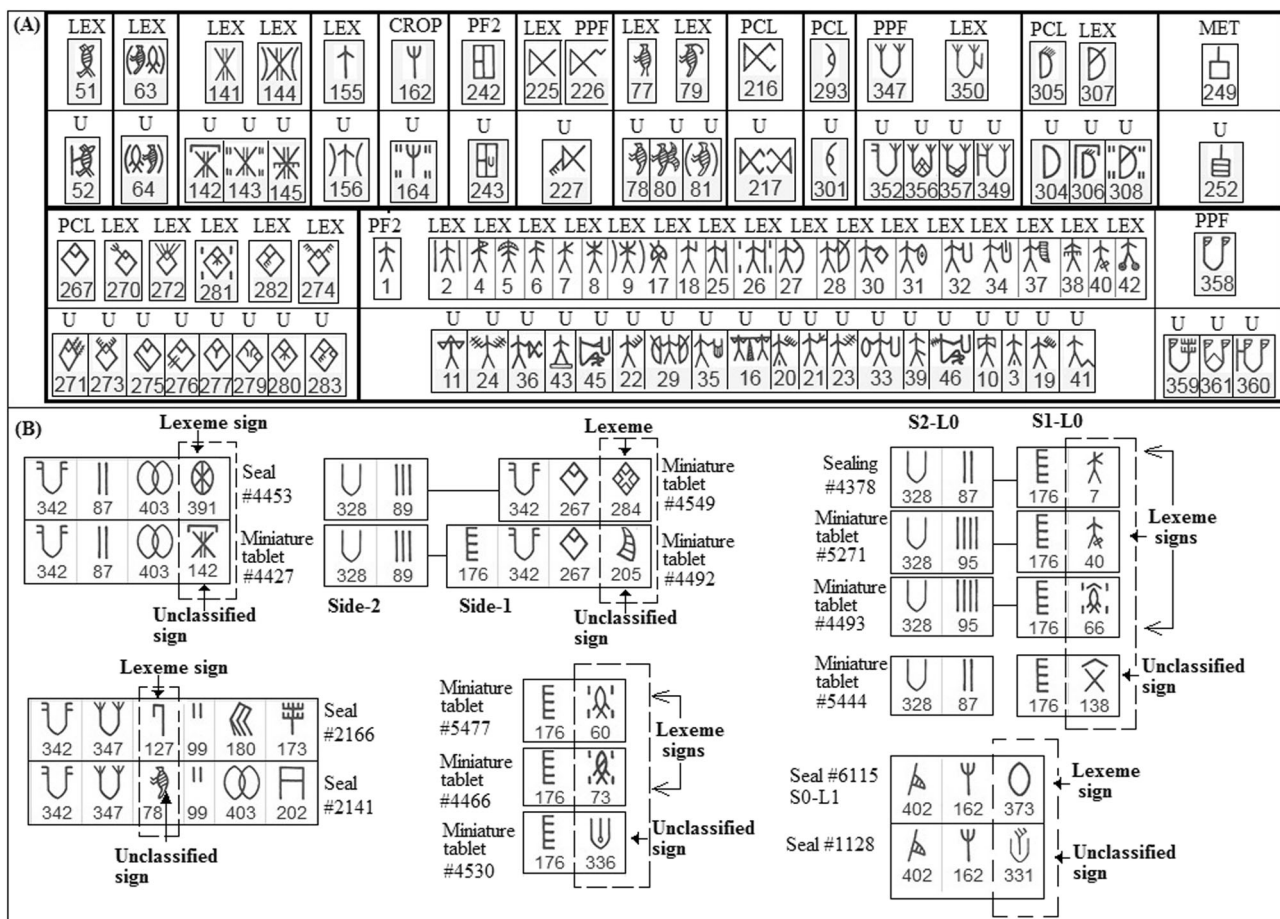 (A)
LEX LEX LEX LEX LEX CROP PF2 LEX PPF LEX LEX PCL PCL PPF LEX PCL LEX MET
51 63 141 144 155 162 242 225 226 77 79 216 293 347 350 305 307 249
U U U U U U U U U U U U U U U U U U U U U U U
52 64 142 143 145 156 164 243 227 78 80 81 217 301 352 356 357 349 304 306 308 252
PCL LEX LEX LEX LEX LEX PF2 LEX LEX LEX LEX LEX LEX LEX LEX LEX LEX LEX LEX LEX LEX LEX LEX LEX LEX LEX LEX LEX PPF
267 270 272 281 282 274 1 2 4 5 6 7 8 9 17 18 25 26 27 28 30 31 32 34 37 38 40 42 358
U U U U U U U U U U U U U U U U U U U U U U U U U U U U U U
271 273 275 276 277 279 280 283 11 24 36 43 45 22 29 35 16 20 21 23 33 39 46 10 3 19 41 359 361 360
(B)
Lexeme sign
342 87 403 391
Seal
#4453
342 87 403 142
Miniature
tablet
#4427
Unclassified
sign
Lexeme
328 89 342 267 284
Miniature
tablet
#4549
328 89 176 342 267 205
Miniature
tablet
#4492
Side-2 Side-1
Unclassified
sign
S2-L0 S1-L0
Sealing
#4378
328 87 176 7
Miniature
tablet
#5271
328 95 176 40
Miniature
tablet
#4493
328 95 176 66
Lexeme
signs
Miniature
tablet
#5444
328 87 176 138
Unclassified
sign
Lexeme sign
342 347 127 99 180 173
Seal
#2166
342 347 78 99 403 202
Seal
#2141
Unclassified
sign
Miniature
tablet
#5477
176 60
Miniature
tablet
#4466
176 73
Lexeme
signs
Miniature
tablet
#4530
176 336
Unclassified
sign
Seal #6115
S0-L1
402 162 373
Lexeme
sign
Seal #1128
402 162 331
Unclassified
sign